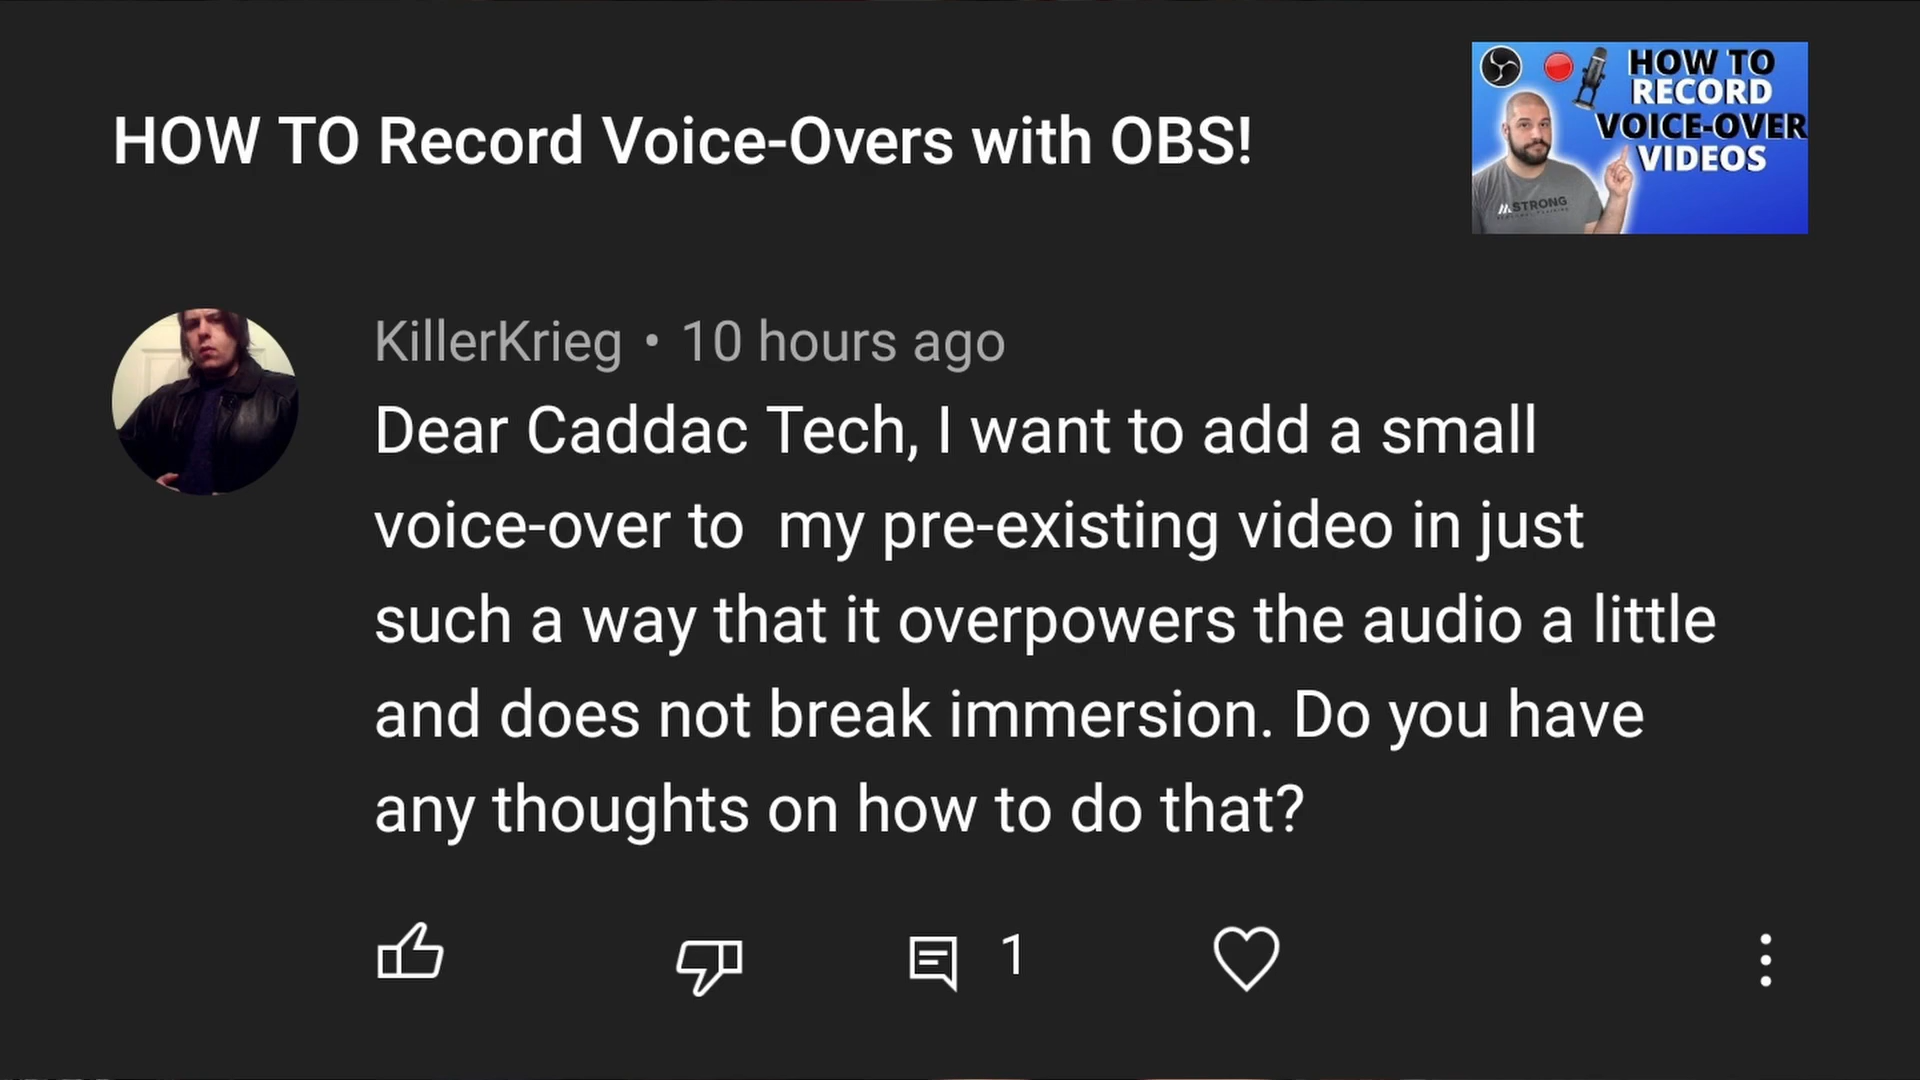 HOW TO Record Voice-Overs with OBS!
HOW TO
RECORD
VOICE-OVER
VIDEOS
STRONG
KillerKrieg • 10 hours ago
Dear Caddac Tech, I want to add a small
voice-over to  my pre-existing video in just
such a way that it overpowers the audio a little
and does not break immersion. Do you have
any thoughts on how to do that?
1